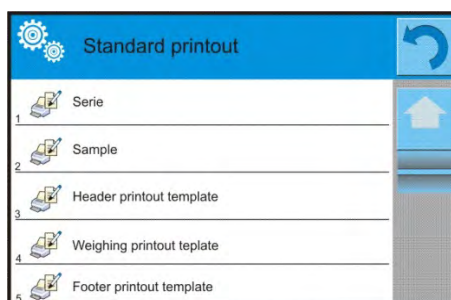 Standard printout
1 Serie
2 Sample
3 Header printout template
4 Weighing printout teplate
5 Footer printout template